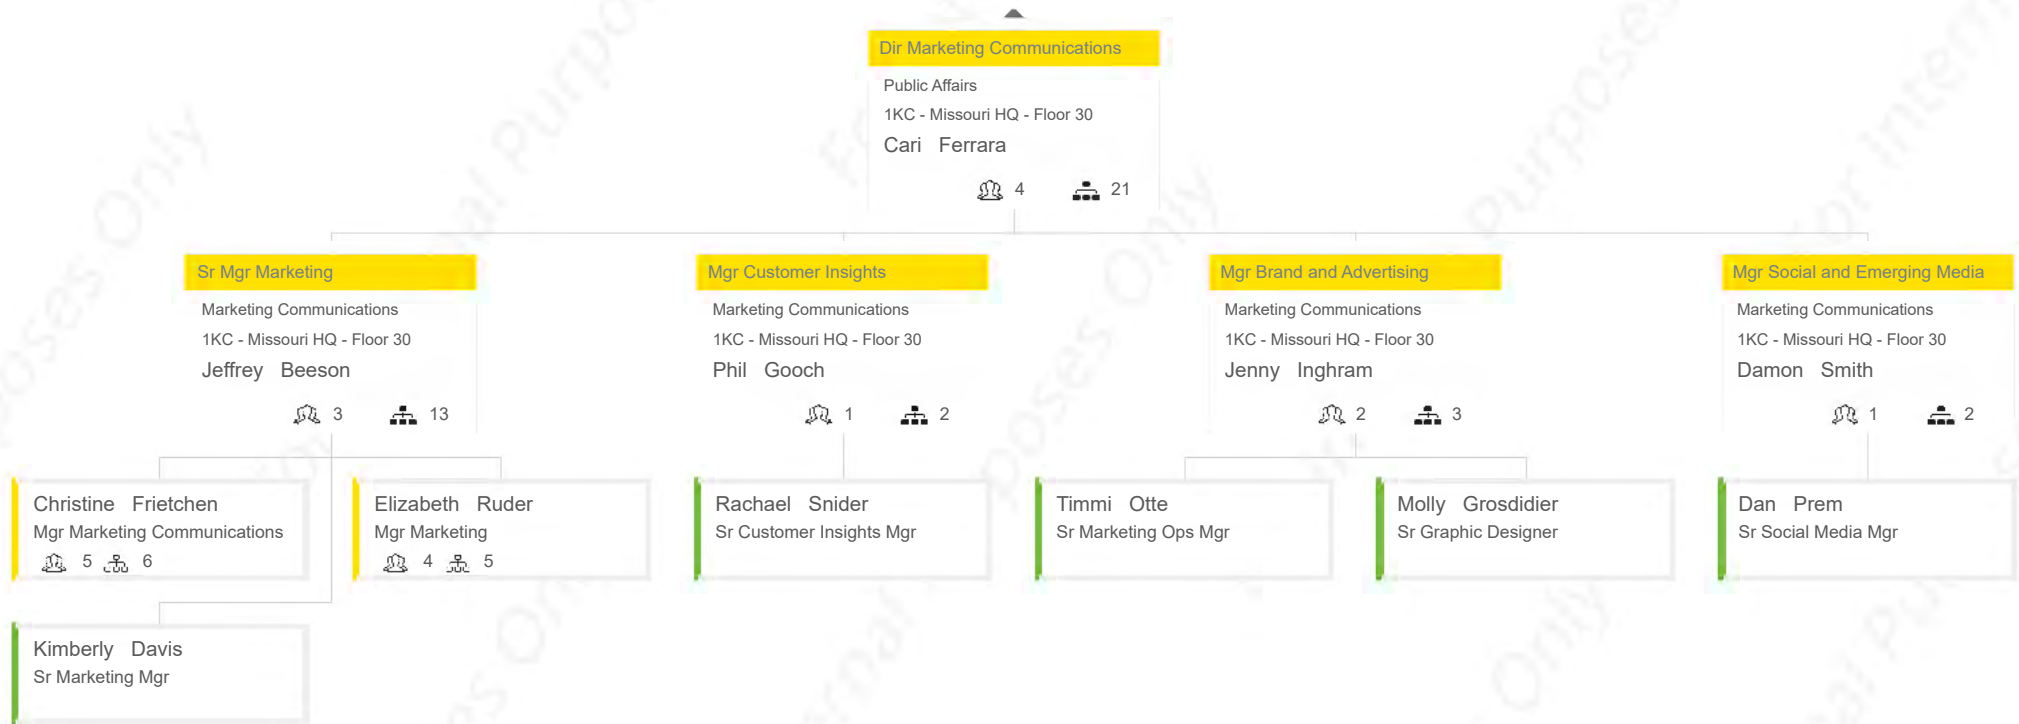 Dir Marketing Communications
Public Affairs
1KC - Missouri HQ - Floor 30
Cari Ferrara
4 21
Sr Mgr Marketing
Marketing Communications
1KC - Missouri HQ - Floor 30
Jeffrey Beeson
3 13
Mgr Customer Insights
Marketing Communications
1KC - Missouri HQ - Floor 30
Phil Gooch
1 2
Mgr Brand and Advertising
Marketing Communications
1KC - Missouri HQ - Floor 30
Jenny Inghram
2 3
Mgr Social and Emerging Media
Marketing Communications
1KC - Missouri HQ - Floor 30
Damon Smith
1 2
Christine Frietchen
Mgr Marketing Communications
5 6
Elizabeth Ruder
Mgr Marketing
4 5
Rachael Snider
Sr Customer Insights Mgr
Timmi Otte
Sr Marketing Ops Mgr
Molly Grosdidier
Sr Graphic Designer
Dan Prem
Sr Social Media Mgr
Kimberly Davis
Sr Marketing Mgr